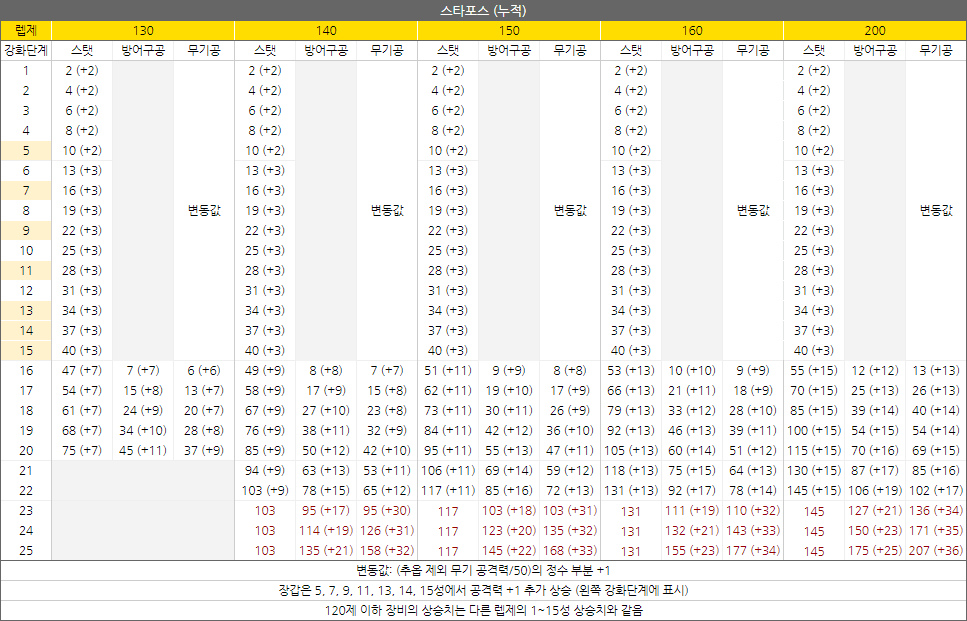 스타포스 (누적)
렙제 130 140 150 160 200
강화단계 스탯 방어구공 무기공 스탯 방어구공 무기공 스탯 방어구공 무기공 스탯 방어구공 무기공 스탯 방어구공 무기공
1 2 (+2) 2 (+2) 2 (+2) 2 (+2) 2 (+2)
2 4 (+2) 4 (+2) 4 (+2) 4 (+2) 4 (+2)
3 6 (+2) 6 (+2) 6 (+2) 6 (+2) 6 (+2)
4 8 (+2) 8 (+2) 8 (+2) 8 (+2) 8 (+2)
5 10 (+2) 10 (+2) 10 (+2) 10 (+2) 10 (+2)
6 13 (+3) 13 (+3) 13 (+3) 13 (+3) 13 (+3)
7 16 (+3) 16 (+3) 16 (+3) 16 (+3) 16 (+3)
8 19 (+3) 변동값 19 (+3) 변동값 19 (+3) 변동값 19 (+3) 변동값 19 (+3) 변동값
9 22 (+3) 22 (+3) 22 (+3) 22 (+3) 22 (+3)
10 25 (+3) 25 (+3) 25 (+3) 25 (+3) 25 (+3)
11 28 (+3) 28 (+3) 28 (+3) 28 (+3) 28 (+3)
12 31 (+3) 31 (+3) 31 (+3) 31 (+3) 31 (+3)
13 34 (+3) 34 (+3) 34 (+3) 34 (+3) 34 (+3)
14 37 (+3) 37 (+3) 37 (+3) 37 (+3) 37 (+3)
15 40 (+3) 40 (+3) 40 (+3) 40 (+3) 40 (+3)
16 47 (+7) 7 (+7) 6 (+6) 49 (+9) 8 (+8) 7 (+7) 51 (+11) 9 (+9) 8 (+8) 53 (+13) 10 (+10) 9 (+9) 55 (+15) 12 (+12) 13 (+13)
17 54 (+7) 15 (+8) 13 (+7) 58 (+9) 17 (+9) 15 (+8) 62 (+11) 19 (+10) 17 (+9) 66 (+13) 21 (+11) 18 (+9) 70 (+15) 25 (+13) 26 (+13)
18 61 (+7) 24 (+9) 20 (+7) 67 (+9) 27 (+10) 23 (+8) 73 (+11) 30 (+11) 26 (+9) 79 (+13) 33 (+12) 28 (+10) 85 (+15) 39 (+14) 40 (+14)
19 68 (+7) 34 (+10) 28 (+8) 76 (+9) 38 (+11) 32 (+9) 84 (+11) 42 (+12) 36 (+10) 92 (+13) 46 (+13) 39 (+11) 100 (+15) 54 (+15) 54 (+14)
20 75 (+7) 45 (+11) 37 (+9) 85 (+9) 50 (+12) 42 (+10) 95 (+11) 55 (+13) 47 (+11) 105 (+13) 60 (+14) 51 (+12) 115 (+15) 70 (+16) 69 (+15)
21 94 (+9) 63 (+13) 53 (+11) 106 (+11) 69 (+14) 59 (+12) 118 (+13) 75 (+15) 64 (+13) 130 (+15) 87 (+17) 85 (+16)
22 103 (+9) 78 (+15) 65 (+12) 117 (+11) 85 (+16) 72 (+13) 131 (+13) 92 (+17) 78 (+14) 145 (+15) 106 (+19) 102 (+17)
23 103 95 (+17) 95 (+30) 117 103 (+18) 103 (+31) 131 111 (+19) 110 (+32) 145 127 (+21) 136 (+34)
24 103 114 (+19) 126 (+31) 117 123 (+20) 135 (+32) 131 132 (+21) 143 (+33) 145 150 (+23) 171 (+35)
25 103 135 (+21) 158 (+32) 117 145 (+22) 168 (+33) 131 155 (+23) 177 (+34) 145 175 (+25) 207 (+36)
변동값: (추옵 제외 무기 공격력/50)의 정수 부분 +1
장갑은 5, 7, 9, 11, 13, 14, 15성에서 공격력 +1 추가 상승 (왼쪽 강화단계에 표시)
120제 이하 장비의 상승치는 다른 렙제의 1~15성 상승치와 같음